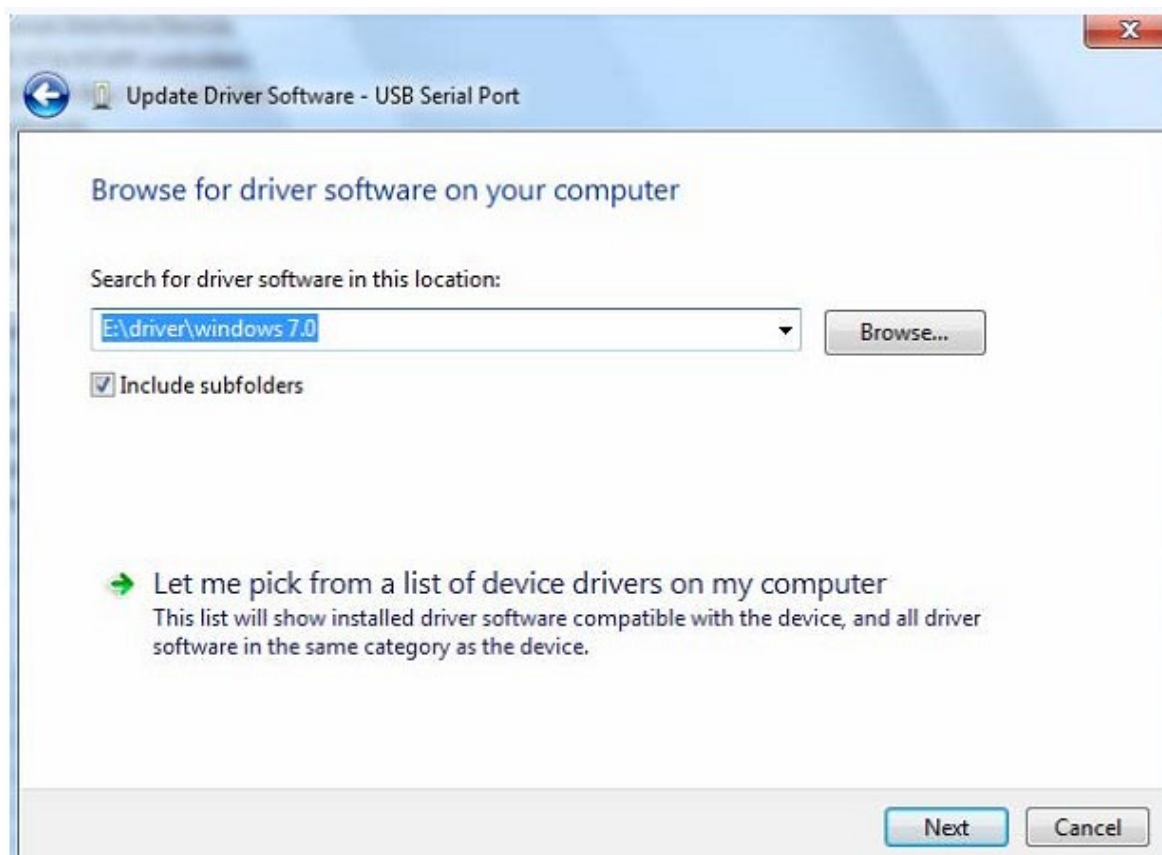 Update Driver Software - USB Serial Port
Browse for driver software on your computer
Search for driver software in this location:
E:\driver\windows 7.0
Browse...
Include subfolders
Let me pick from a list of device drivers on my computer
This list will show installed driver software compatible with the device, and all driver
software in the same category as the device.
Next
Cancel